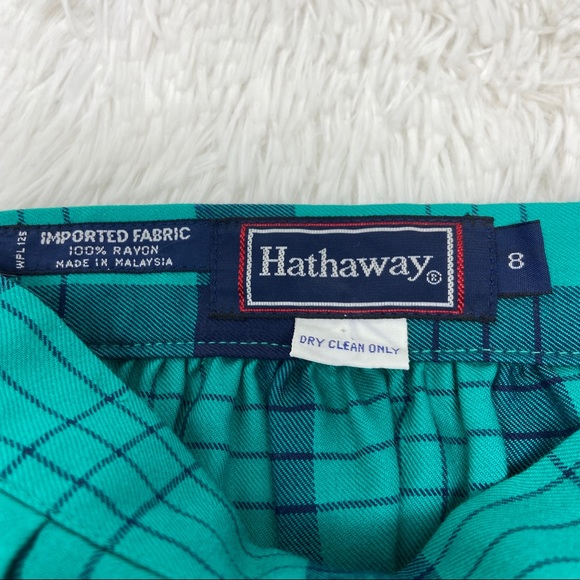 WPL 125
IMPORTED FABRIC
100% RAYON
MADE IN MALAYSIA
Hathaway®
8
DRY CLEAN ONLY